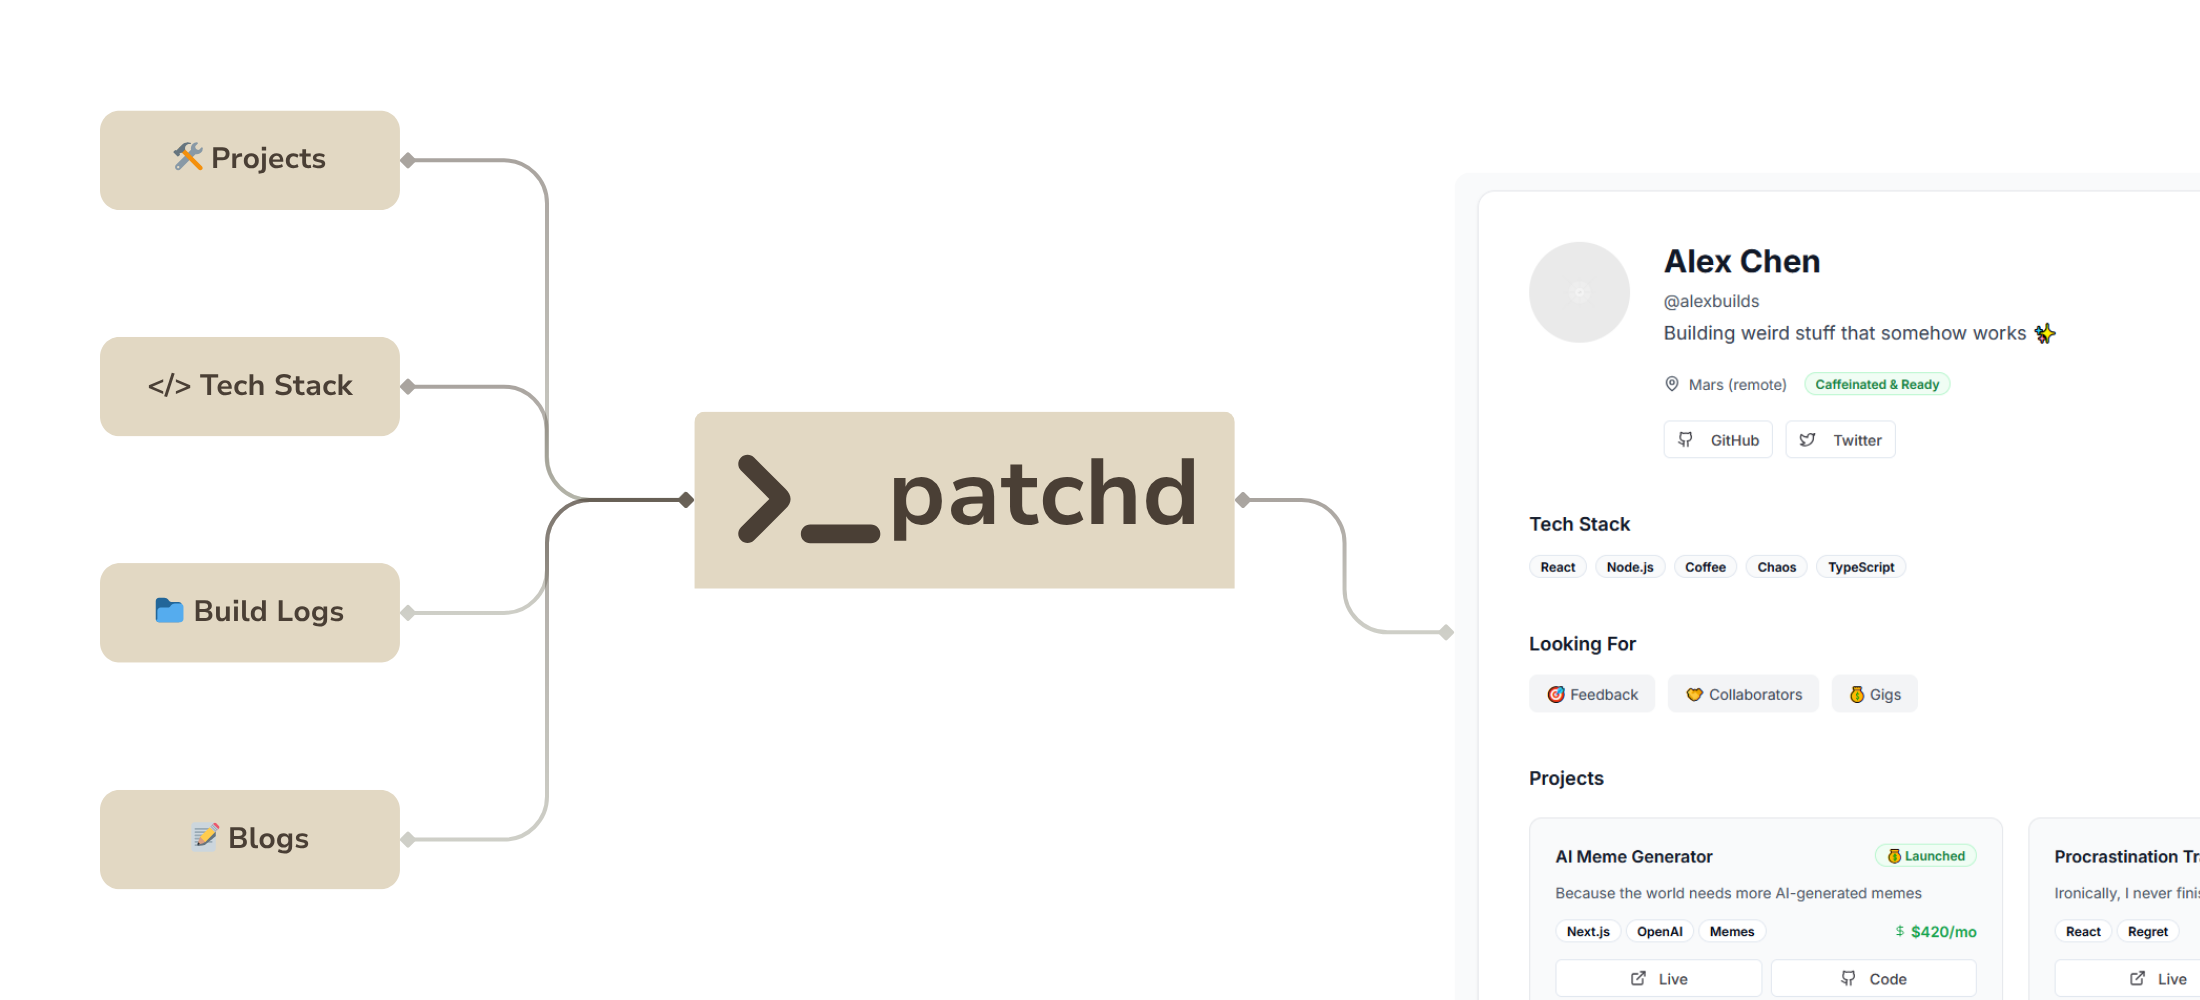 🛠️ Projects
</> Tech Stack
📁 Build Logs
📝 Blogs
>_patchd
Alex Chen
@alexbuilds
Building weird stuff that somehow works ✨
Mars (remote)
Caffeinated & Ready
GitHub
Twitter
Tech Stack
React
Node.js
Coffee
Chaos
TypeScript
Looking For
🎯 Feedback
🤝 Collaborators
💰 Gigs
Projects
AI Meme Generator
💰 Launched
Because the world needs more AI-generated memes
Next.js
OpenAI
Memes
$ $420/mo
Live
Code
Procrastination Tr
Ironically, I never finis
React
Regret
Live